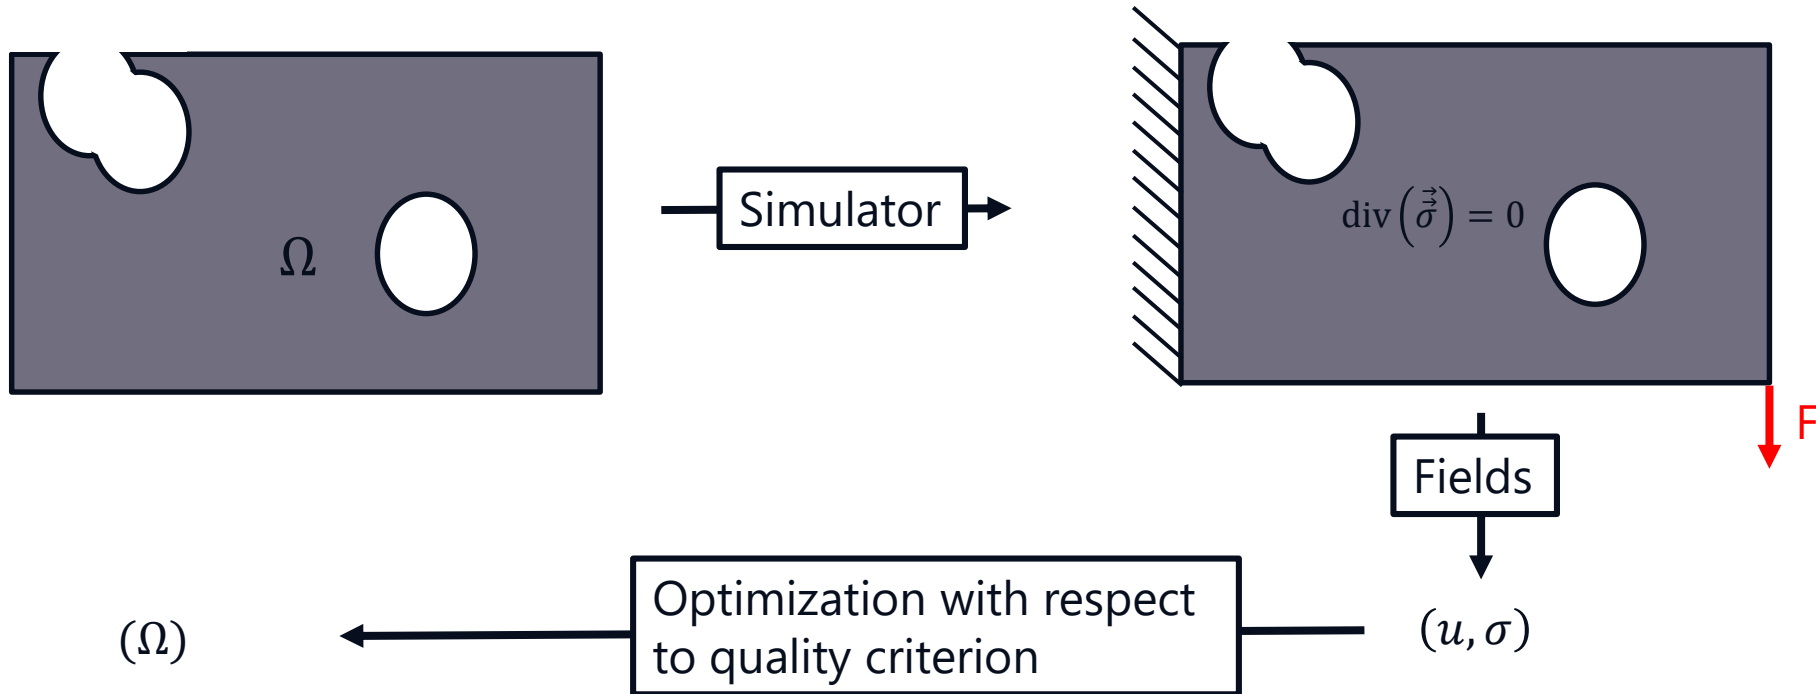 Ω
Simulator
div(σ⃗⃗) = 0
F
Fields
Optimization with respect
to quality criterion
(Ω)
(u, σ)